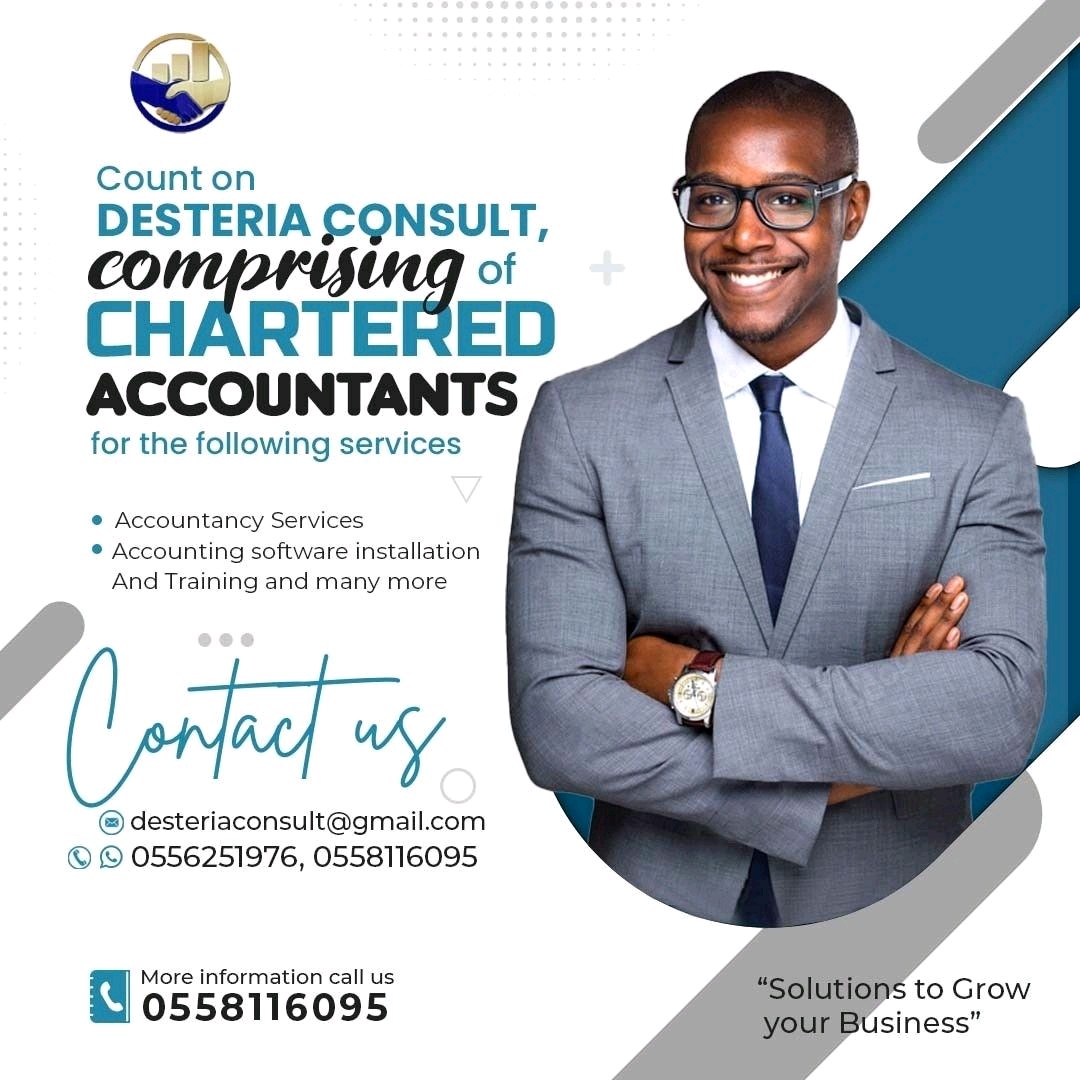 Count on
DESTERIA CONSULT,
comprising of
CHARTERED
ACCOUNTANTS
for the following services
• Accountancy Services
• Accounting software installation
And Training and many more
Contact us
desteriaconsult@gmail.com
0556251976, 0558116095
More information call us
0558116095
“Solutions to Grow
your Business”